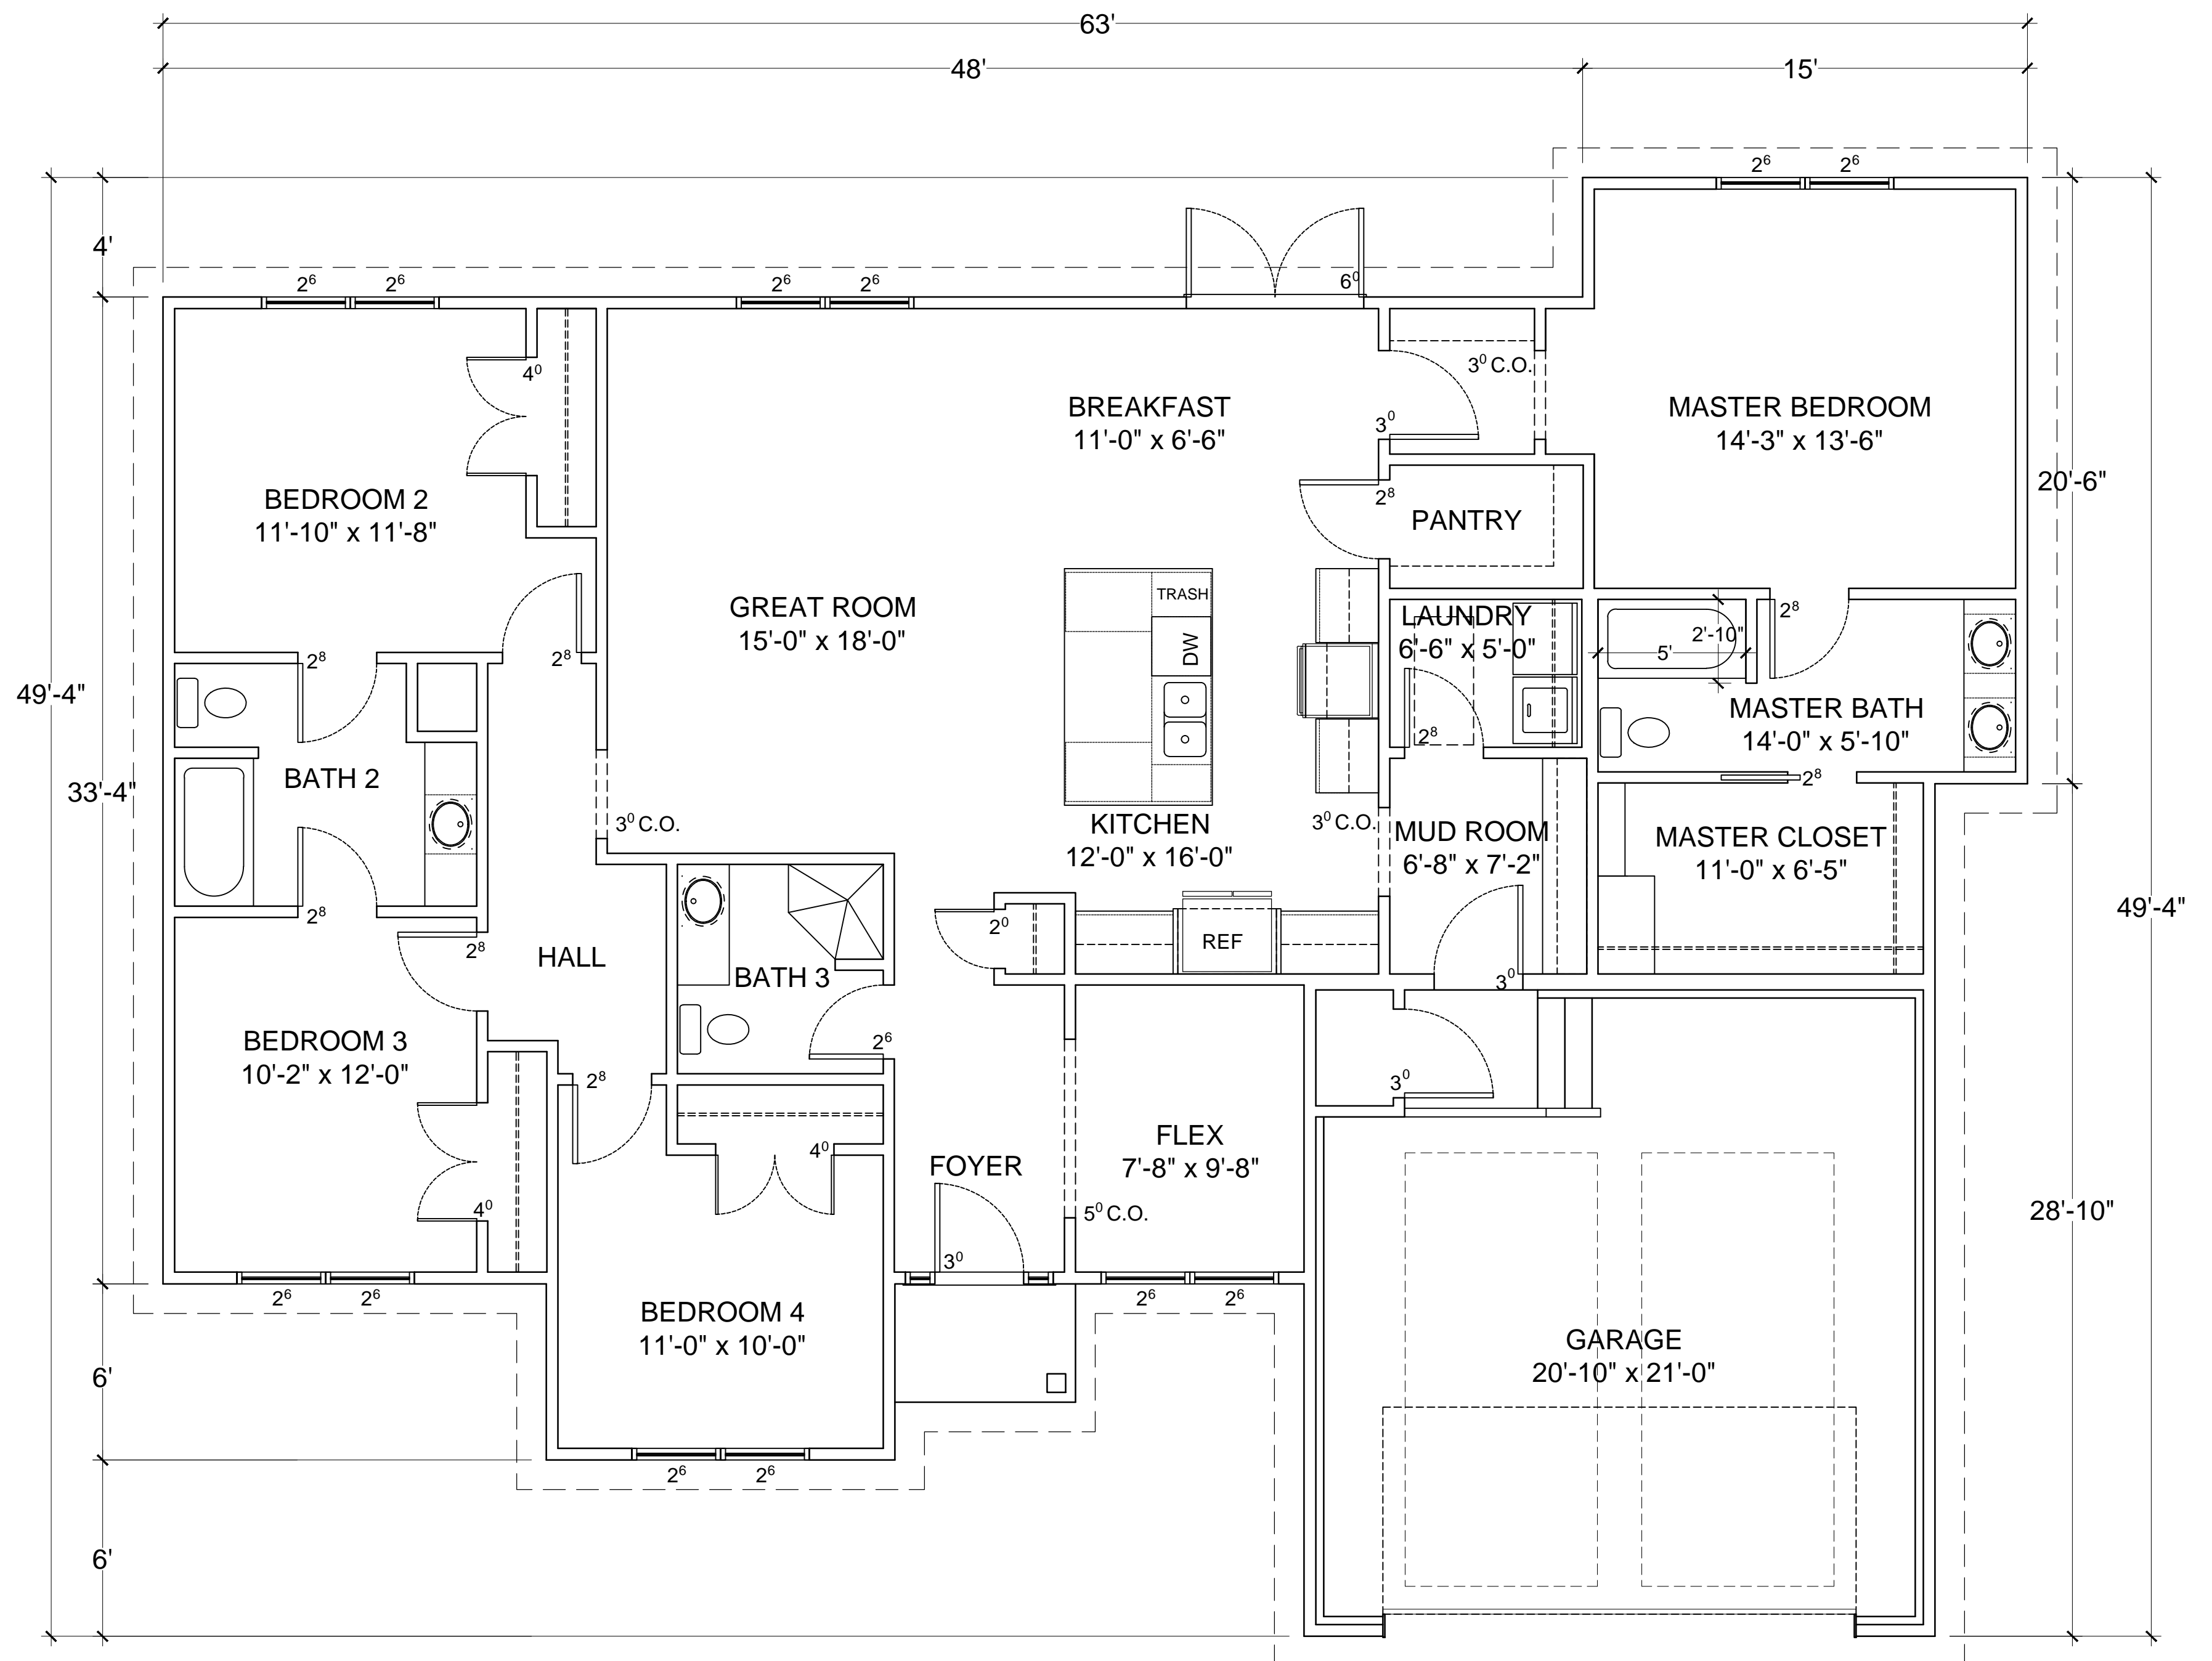 63'
48'
15'
2⁶ 2⁶
4'
2⁶ 2⁶
2⁶ 2⁶
6⁰
4⁰
3⁰ C.O.
BREAKFAST
11'-0" x 6'-6"
3⁰
MASTER BEDROOM
14'-3" x 13'-6"
20'-6"
BEDROOM 2
11'-10" x 11'-8"
2⁸
PANTRY
GREAT ROOM
15'-0" x 18'-0"
TRASH
DW
LAUNDRY
6'-6" x 5'-0"
2'-10"
5'
2⁸
2⁸
2⁸
49'-4"
33'-4"
MASTER BATH
14'-0" x 5'-10"
2⁸
2⁸
BATH 2
3⁰ C.O.
KITCHEN
12'-0" x 16'-0"
3⁰ C.O.
MUD ROOM
6'-8" x 7'-2"
MASTER CLOSET
11'-0" x 6'-5"
49'-4"
2⁸
2⁸
HALL
BATH 3
2⁰
REF
3⁰
BEDROOM 3
10'-2" x 12'-0"
2⁶
2⁸
3⁰
4⁰
FOYER
FLEX
7'-8" x 9'-8"
4⁰
5⁰ C.O.
28'-10"
3⁰
2⁶ 2⁶
2⁶ 2⁶
BEDROOM 4
11'-0" x 10'-0"
GARAGE
20'-10" x 21'-0"
6'
2⁶ 2⁶
6'